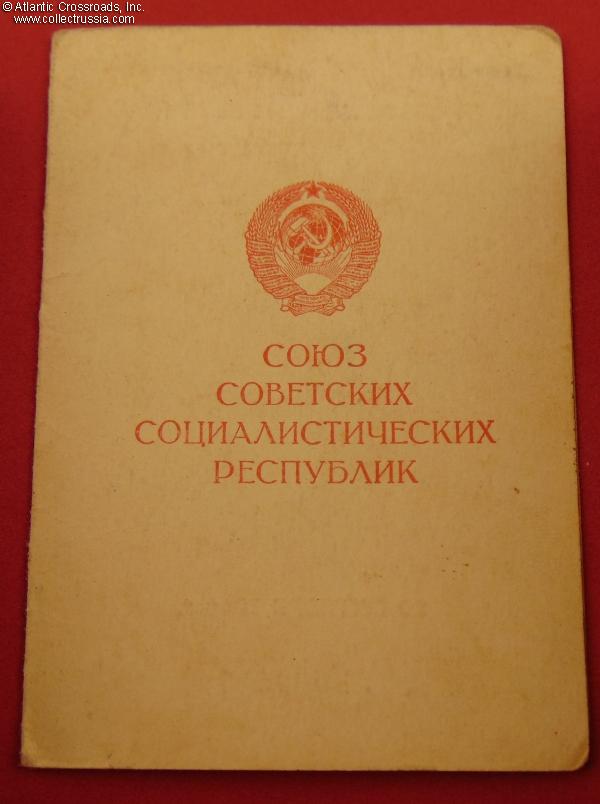 © Atlantic Crossroads, Inc.
www.collectrussia.com
СОЮЗ
СОВЕТСКИХ
СОЦИАЛИСТИЧЕСКИХ
РЕСПУБЛИК